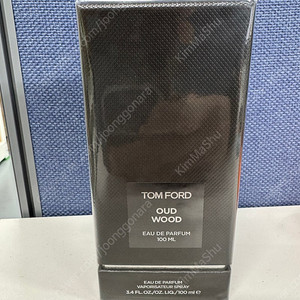 TOM FORD
OUD
WOOD
EAU DE PARFUM
100 ML
EAU DE PARFUM
VAPORISATEUR SPRAY
3.4 FL.OZ./OZ.LIQ./100 ml ℮
KimMaShu